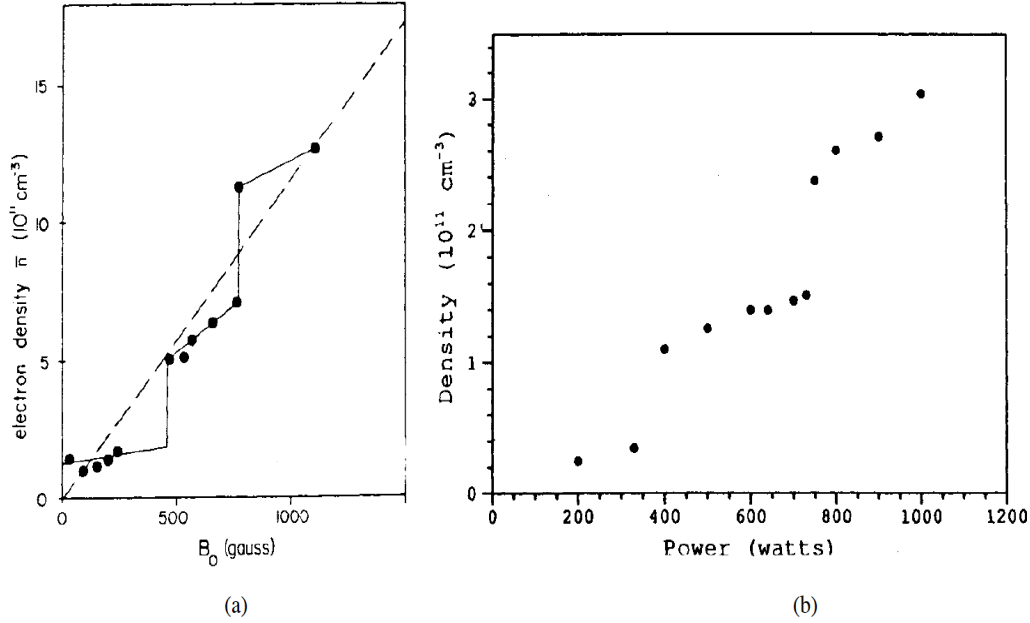 electron density n̄ (10¹¹ cm⁻³)
15
10
5
0
0 500 1000
B₀ (gauss)
(a)
Density (10¹¹ cm⁻³)
3
2
1
0
0 200 400 600 800 1000 1200
Power (watts)
(b)